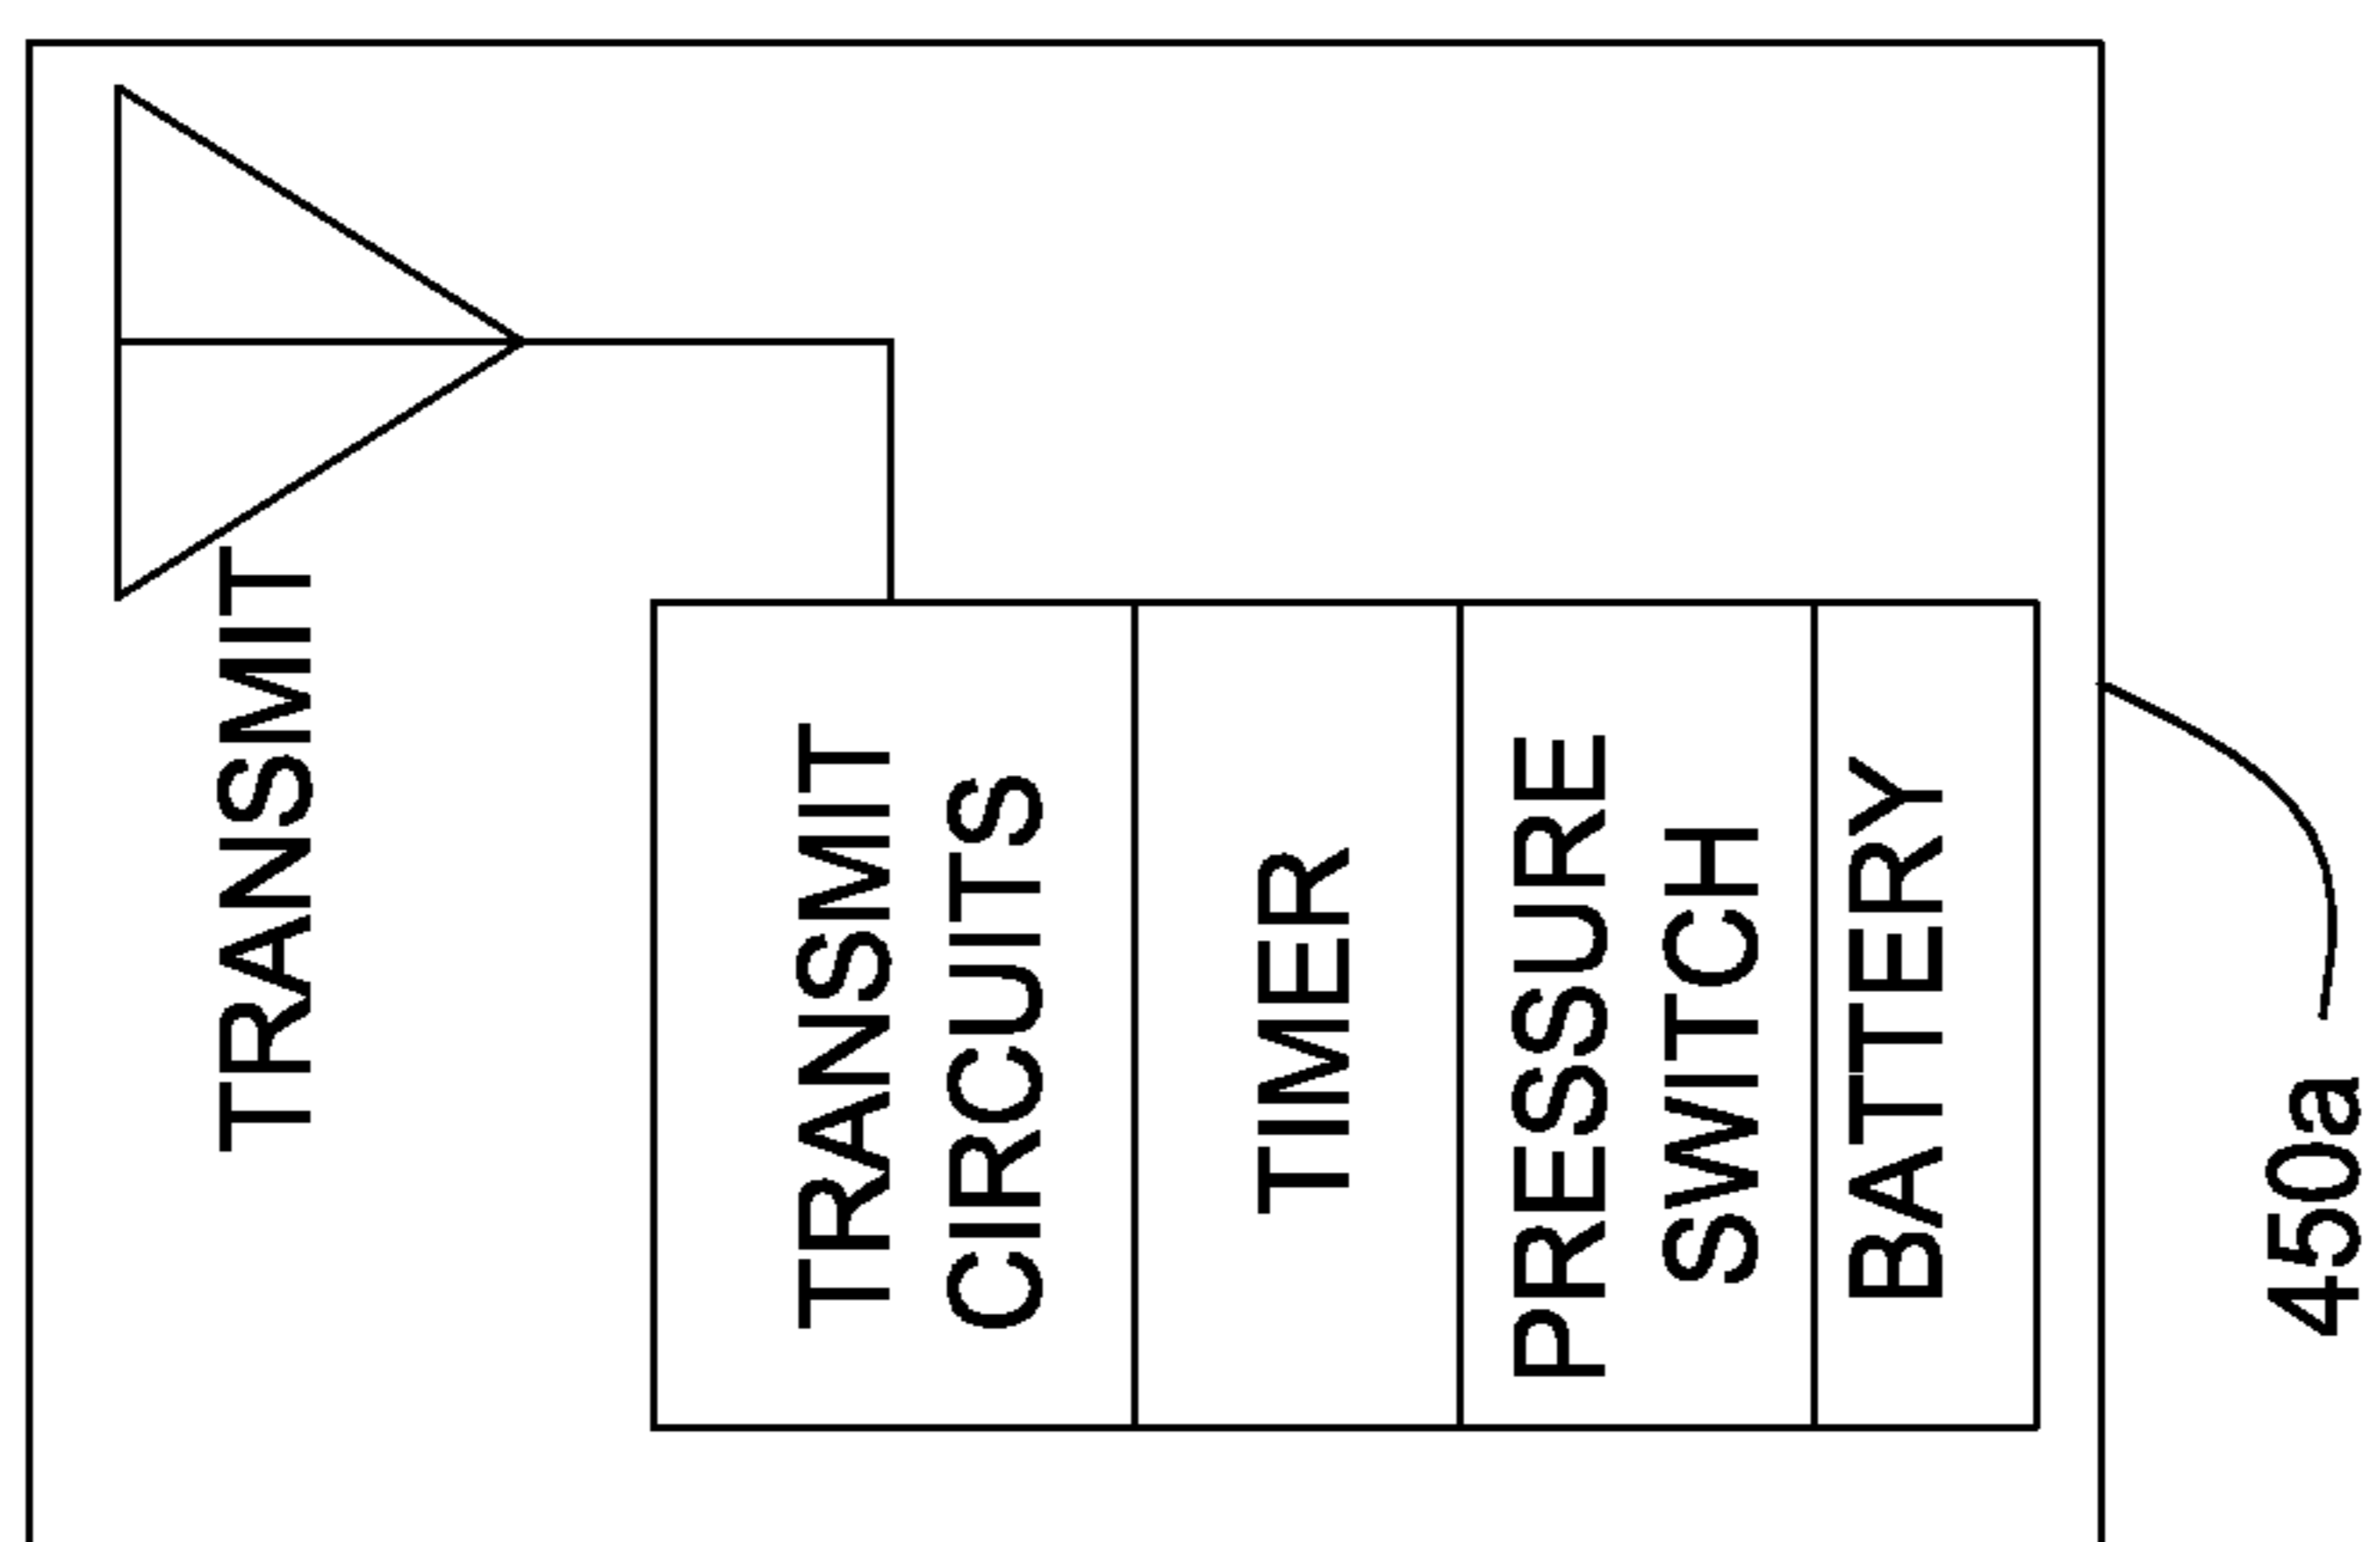 TRANSMIT
TRANSMIT
CIRCUITS
TIMER
PRESSURE
SWITCH
BATTERY
450a